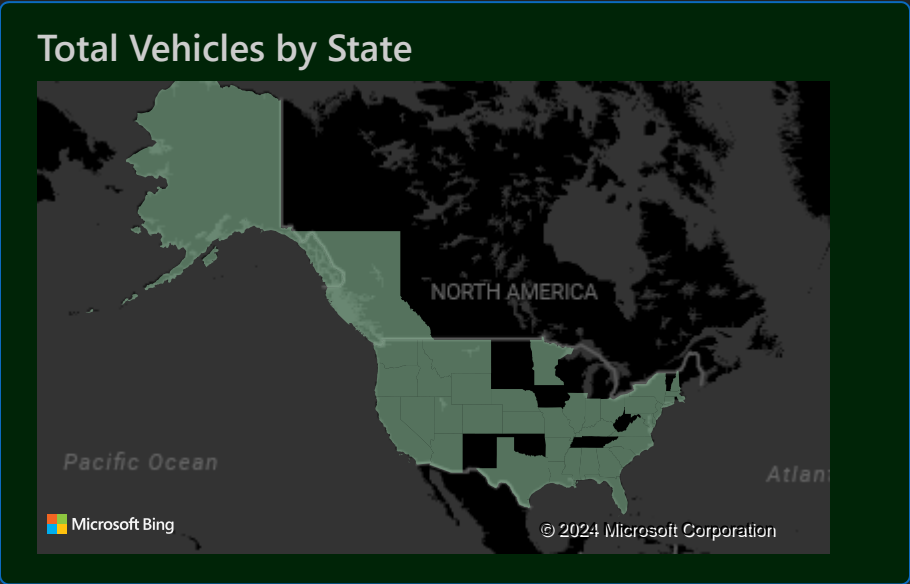 Total Vehicles by State
NORTH AMERICA
Pacific Ocean
Atlan
Microsoft Bing
© 2024 Microsoft Corporation